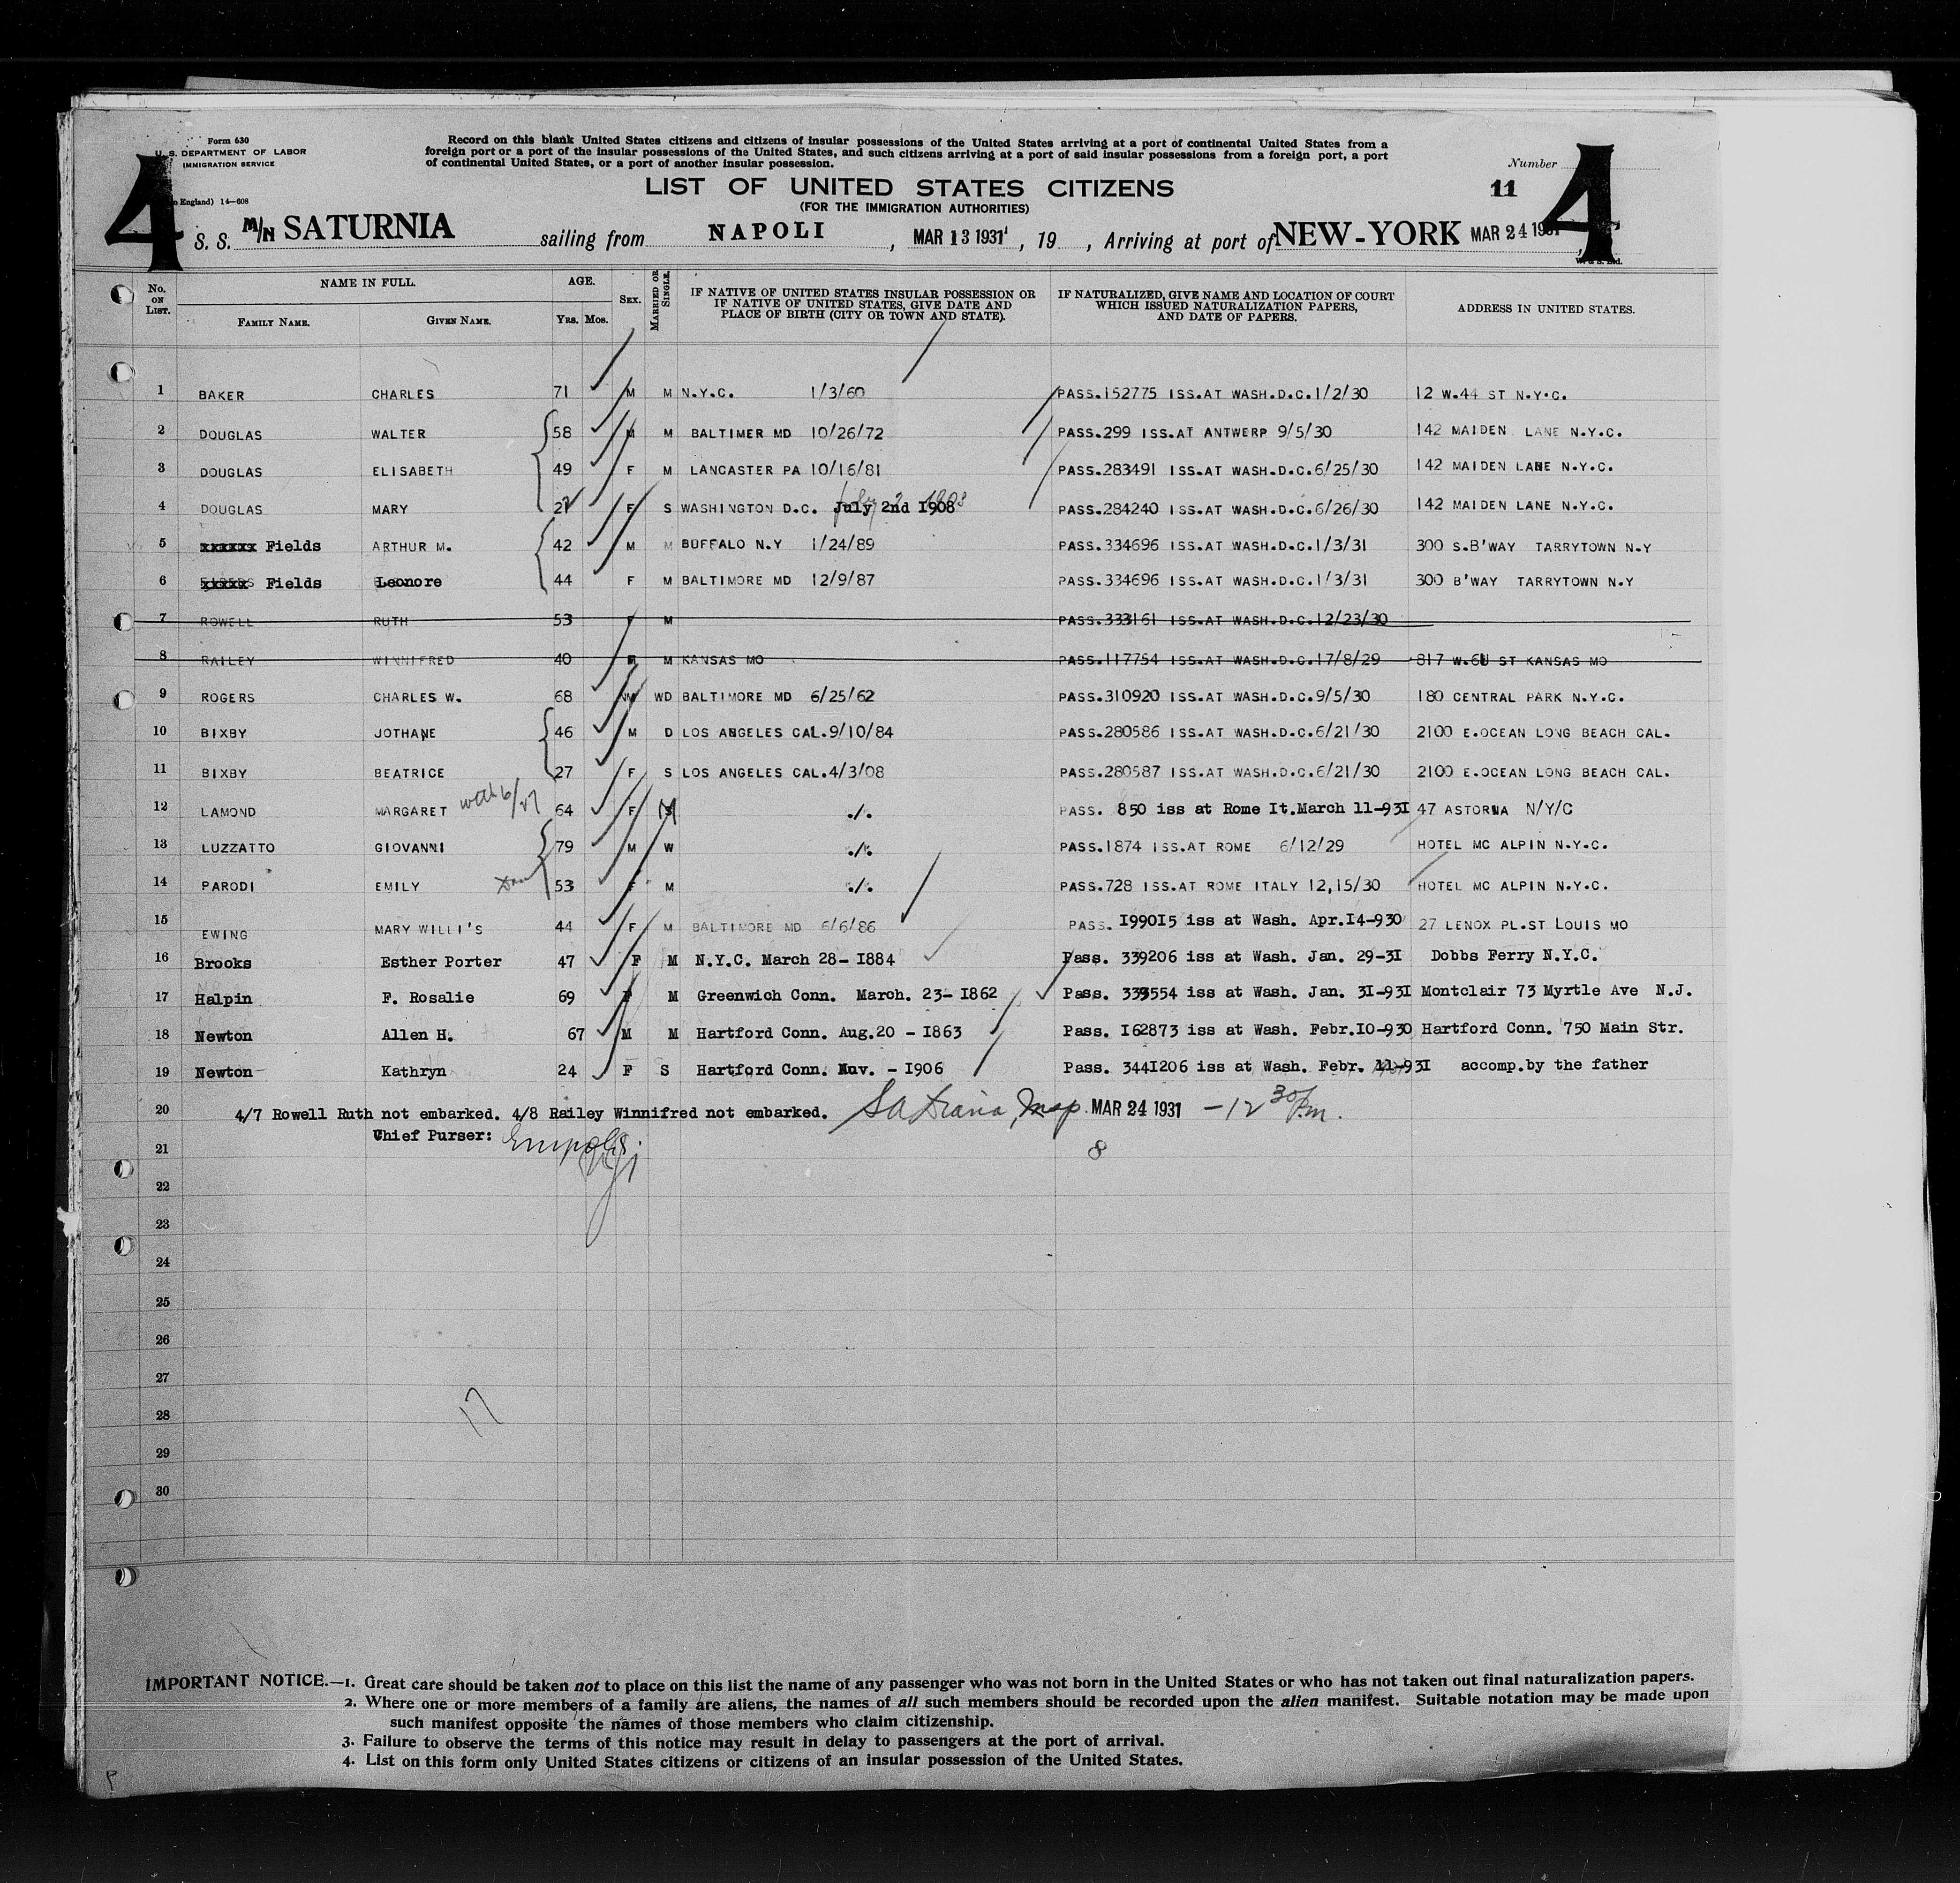 Form 630
U. S. DEPARTMENT OF LABOR
IMMIGRATION SERVICE
England) 14—608
4
Record on this blank United States citizens and citizens of insular possessions of the United States arriving at a port of continental United States from a
foreign port or a port of the insular possessions of the United States, and such citizens arriving at a port of said insular possessions from a foreign port, a port
of continental United States, or a part of another insular possession.
LIST OF UNITED STATES CITIZENS
(FOR THE IMMIGRATION AUTHORITIES)
Number
11
4
S. S. M/N SATURNIA sailing from NAPOLI, MAR 13 1931, 19 , Arriving at port of NEW-YORK MAR 24 1931
No. ON LIST. NAME IN FULL. FAMILY NAME. GIVEN NAME. AGE. Yrs. Mos. SEX. MARRIED OR SINGLE. IF NATIVE OF UNITED STATES INSULAR POSSESSION OR IF NATIVE OF UNITED STATES, GIVE DATE AND PLACE OF BIRTH (CITY OR TOWN AND STATE). IF NATURALIZED, GIVE NAME AND LOCATION OF COURT WHICH ISSUED NATURALIZATION PAPERS, AND DATE OF PAPERS. ADDRESS IN UNITED STATES.
1 BAKER CHARLES 71 M M N.Y.C. 1/3/60 PASS.152775 ISS.AT WASH.D.C.1/2/30 12 W.44 ST N.Y.C.
2 DOUGLAS WALTER 58 M M BALTIMER MD 10/26/72 PASS.299 ISS.AT ANTWERP 9/5/30 142 MAIDEN LANE N.Y.C.
3 DOUGLAS ELISABETH 49 F M LANCASTER PA 10/16/81 PASS.283491 ISS.AT WASH.D.C.6/25/30 142 MAIDEN LANE N.Y.C.
4 DOUGLAS MARY 22 F S WASHINGTON D.C. July 2nd 1908 PASS.284240 ISS.AT WASH.D.C.6/26/30 142 MAIDEN LANE N.Y.C.
5 xxxxxx Fields ARTHUR M. 42 M M BUFFALO N.Y 1/24/89 PASS.334696 ISS.AT WASH.D.C.1/3/31 300 S.B'WAY TARRYTOWN N.Y
6 xxxxx Fields Leonore 44 F M BALTIMORE MD 12/9/87 PASS.334696 ISS.AT WASH.D.C.1/3/31 300 B'WAY TARRYTOWN N.Y
7 ROWELL RUTH 53 F M PASS.333161 ISS.AT WASH.D.C.12/23/30
8 RAILEY WINNIFRED 40 M KANSAS MO PASS.117754 ISS.AT WASH.D.C.17/8/29 817 W.6U ST KANSAS MO
9 ROGERS CHARLES W. 68 M WD BALTIMORE MD 6/25/62 PASS.310920 ISS.AT WASH.D.C.9/5/30 180 CENTRAL PARK N.Y.C.
10 BIXBY JOTHANE 46 M D LOS ANGELES CAL.9/10/84 PASS.280586 ISS.AT WASH.D.C.6/21/30 2100 E.OCEAN LONG BEACH CAL.
11 BIXBY BEATRICE 27 F S LOS ANGELES CAL.4/3/08 PASS.280587 ISS.AT WASH.D.C.6/21/30 2100 E.OCEAN LONG BEACH CAL.
12 LAMOND MARGARET with 6/27 64 F M ./. PASS. 850 iss at Rome It.March 11-931 47 ASTORIA N/Y/C
13 LUZZATTO GIOVANNI 79 M W ./. PASS.1874 ISS.AT ROME 6/12/29 HOTEL MC ALPIN N.Y.C.
14 PARODI EMILY 53 F M ./. PASS.728 ISS.AT ROME ITALY 12,15/30 HOTEL MC ALPIN N.Y.C.
15 EWING MARY WILLI'S 44 F M BALTIMORE MD 6/6/86 PASS. 199015 iss at Wash. Apr.14-930 27 LENOX PL.ST LOUIS MO
16 Brooks Esther Porter 47 F M N.Y.C. March 28- 1884 Pass. 339206 iss at Wash. Jan. 29-31 Dobbs Ferry N.Y.C.
17 Halpin F. Rosalie 69 F M Greenwich Conn. March. 23- 1862 Pass. 339554 iss at Wash. Jan. 31-931 Montclair 73 Myrtle Ave N.J.
18 Newton Allen H. 67 M M Hartford Conn. Aug.20 - 1863 Pass. 162873 iss at Wash. Febr.10-930 Hartford Conn. 750 Main Str.
19 Newton Kathryn 24 F S Hartford Conn. Nov. - 1906 Pass. 3441206 iss at Wash. Febr. 11-931 accomp.by the father
20 4/7 Rowell Ruth not embarked. 4/8 Railey Winnifred not embarked. MAR 24 1931 - 12 30 P.m.
Chief Purser:
21 8
22
23
24
25
26
27
28 17
29
30
IMPORTANT NOTICE.—1. Great care should be taken not to place on this list the name of any passenger who was not born in the United States or who has not taken out final naturalization papers.
2. Where one or more members of a family are aliens, the names of all such members should be recorded upon the alien manifest. Suitable notation may be made upon
such manifest opposite the names of those members who claim citizenship.
3. Failure to observe the terms of this notice may result in delay to passengers at the port of arrival.
4. List on this form only United States citizens or citizens of an insular possession of the United States.